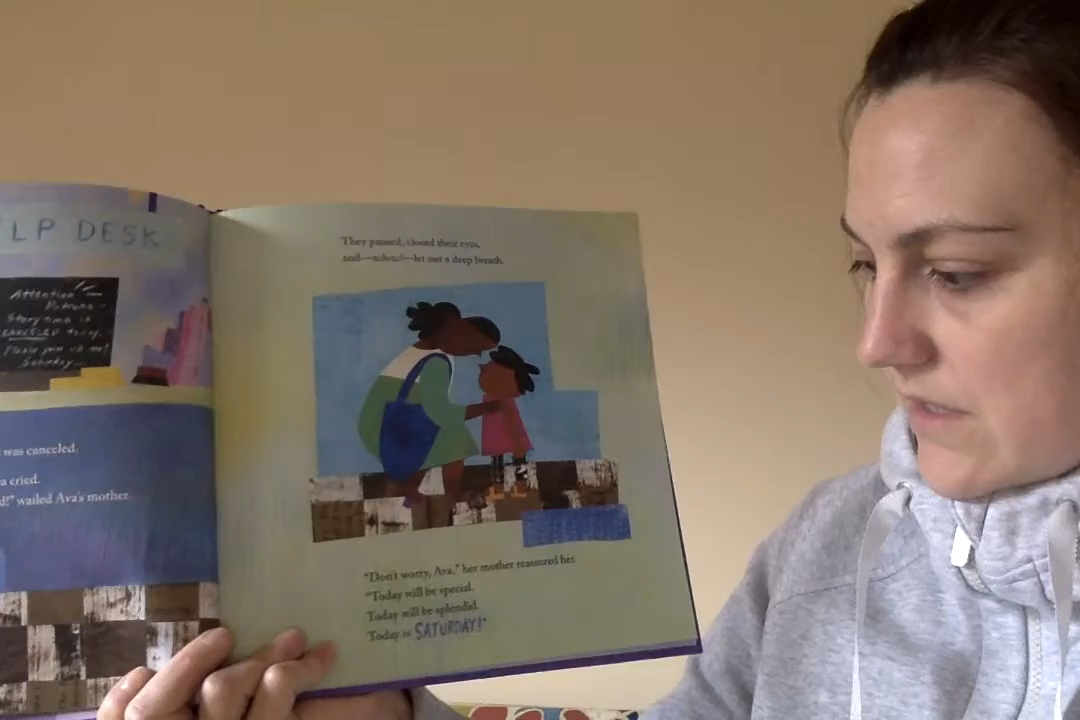 LP DESK
Attention
Patrons
Story time is
CANCELED today.
Please join us next
Saturday
was canceled.
a cried.
d!" wailed Ava's mother
They paused, closed their eyes,
and—whew!—let out a deep breath.
"Don't worry, Ava," her mother reassured her.
"Today will be special.
Today will be splendid.
Today is SATURDAY!"